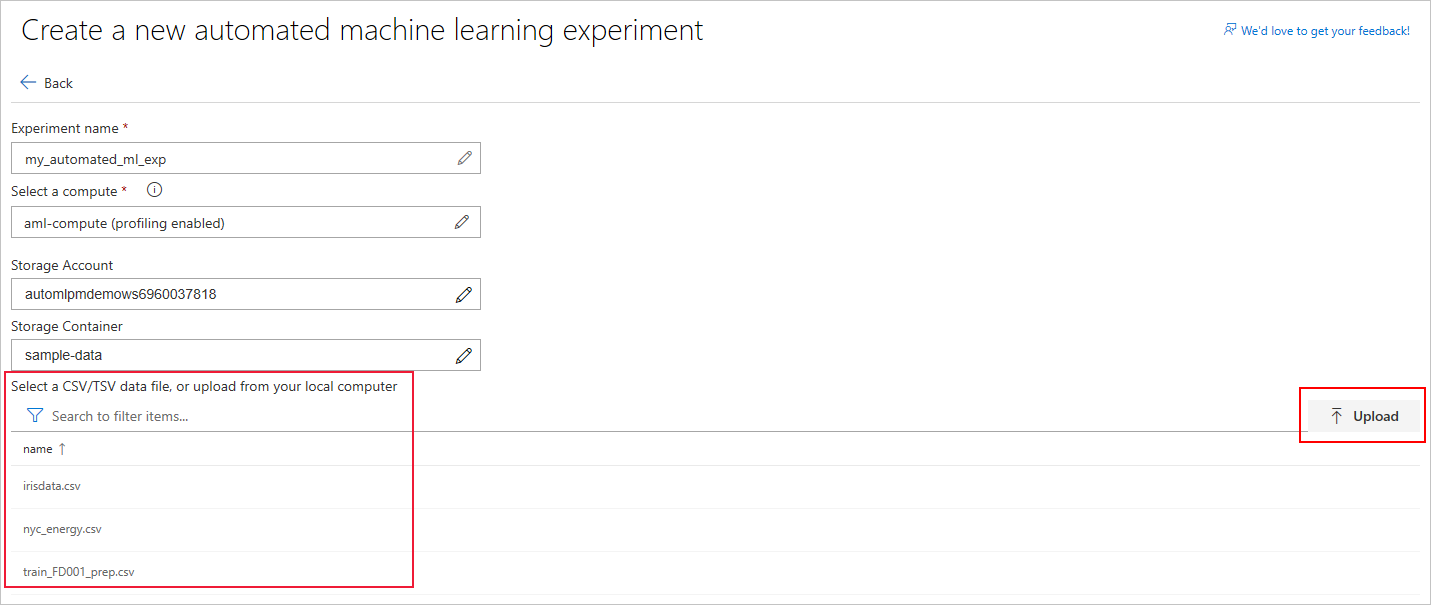 Create a new automated machine learning experiment
We'd love to get your feedback!
Back
Experiment name *
my_automated_ml_exp
Select a compute *
aml-compute (profiling enabled)
Storage Account
automlpmdemows6960037818
Storage Container
sample-data
Select a CSV/TSV data file, or upload from your local computer
Search to filter items...
Upload
name ↑
irisdata.csv
nyc_energy.csv
train_FD001_prep.csv